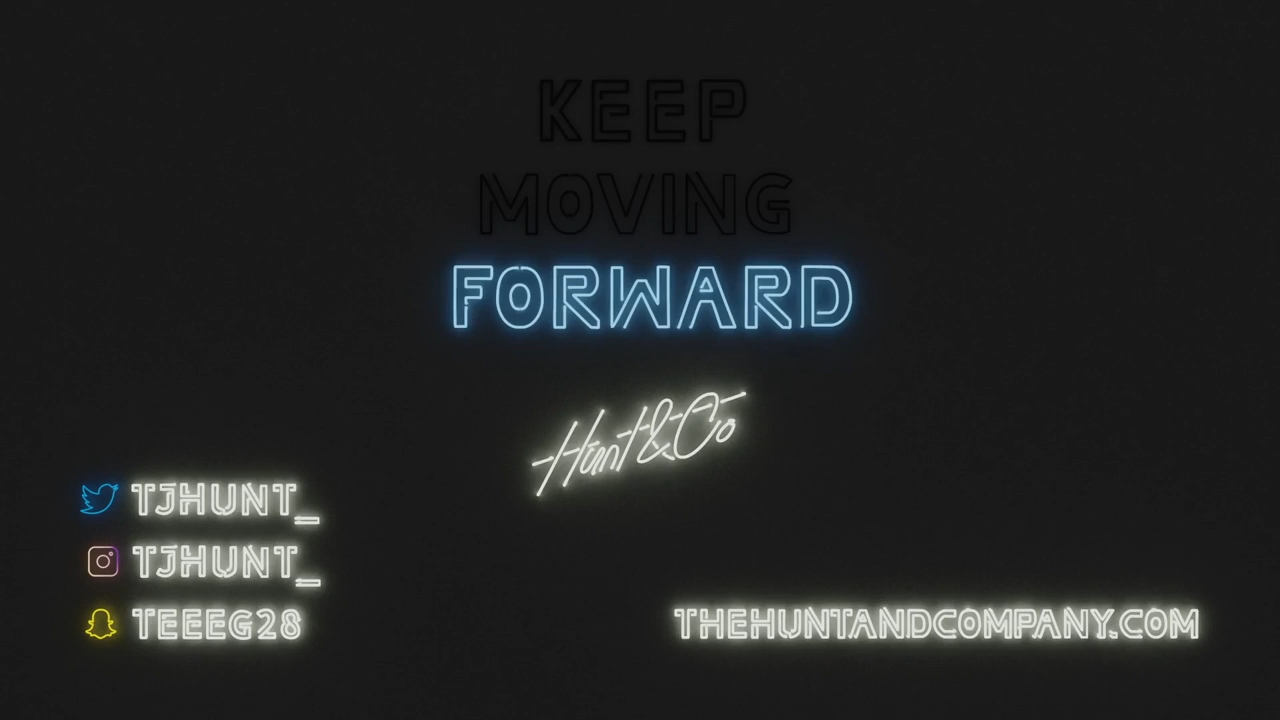 KEEP
MOVING
FORWARD
Hunt&Co
TJHUNT_
TJHUNT_
TEEEG28
THEHUNTANDCOMPANY.COM